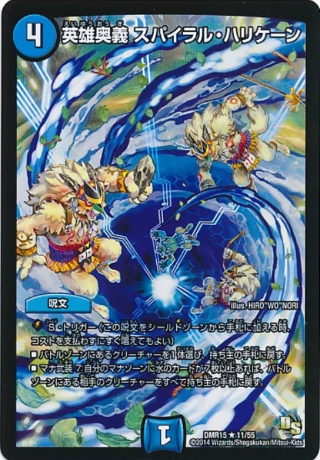 4
えいゆうおうぎ
英雄奥義 スパイラル・ハリケーン
呪文
illus. HIRO"WO"NORI
S・トリガー(この呪文をシールドゾーンから手札に加える時、
コストを支払わずにすぐ唱えてもよい)
バトルゾーンにあるクリーチャーを1体選び、持ち主の手札に戻す。
マナ武装 7:自分のマナゾーンに水のカードが7枚以上あれば、バトル
ゾーンにある相手のクリーチャーをすべて持ち主の手札に戻す。
1
DS
DMR15 ★ 11/55
©2014 Wizards/Shogakukan/Mitsui-Kids